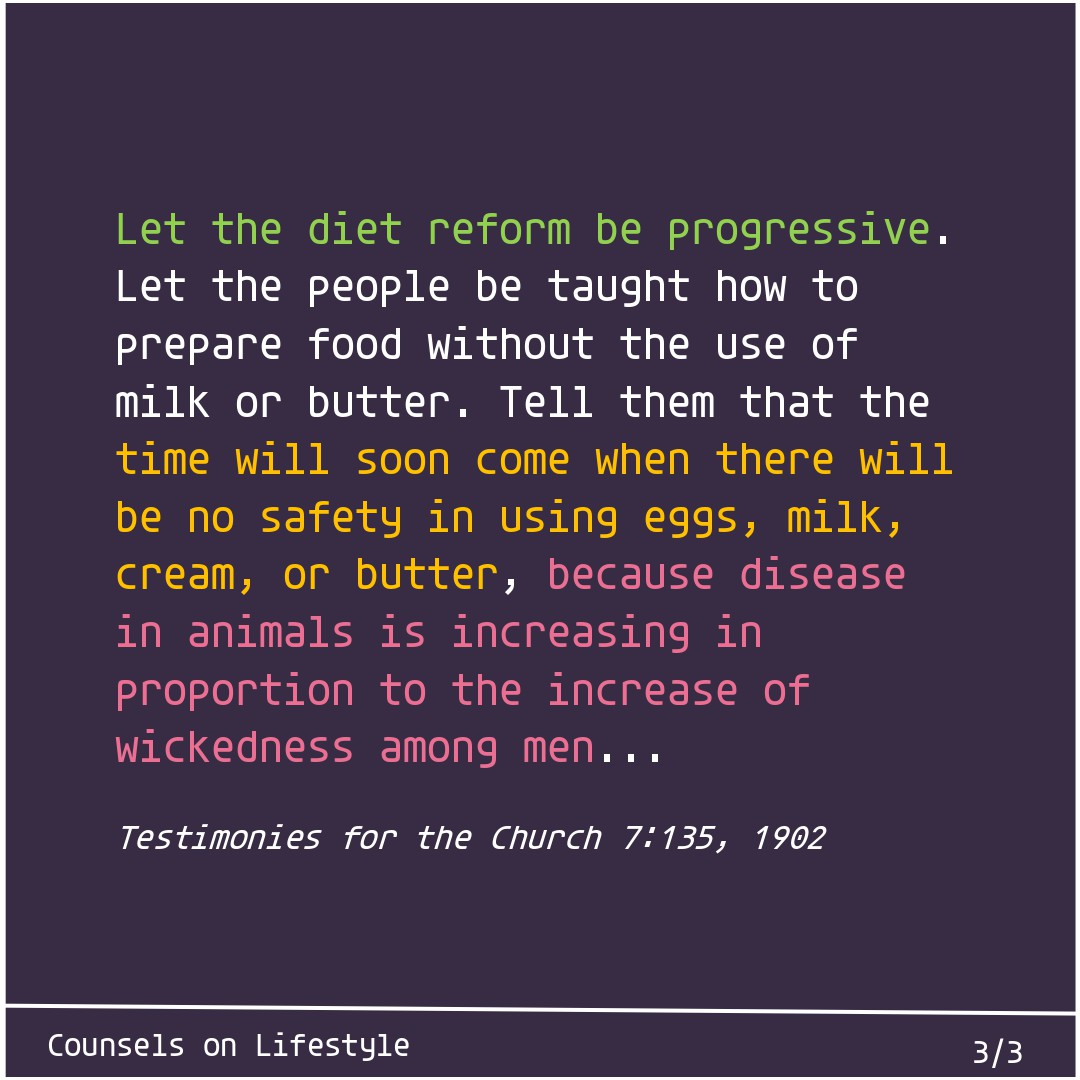 Let the diet reform be progressive.
Let the people be taught how to
prepare food without the use of
milk or butter. Tell them that the
time will soon come when there will
be no safety in using eggs, milk,
cream, or butter, because disease
in animals is increasing in
proportion to the increase of
wickedness among men...
Testimonies for the Church 7:135, 1902
Counsels on Lifestyle
3/3